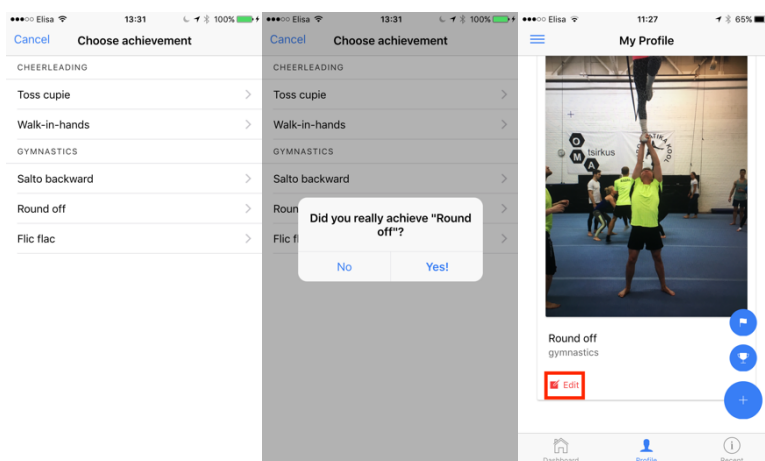 ●●●○○ Elisa 13:31 100%
Cancel Choose achievement
CHEERLEADING
Toss cupie
Walk-in-hands
GYMNASTICS
Salto backward
Round off
Flic flac
●●●○○ Elisa 13:31 100%
Cancel Choose achievement
CHEERLEADING
Toss cupie
Walk-in-hands
GYMNASTICS
Salto backward
Roun
Flic f
Did you really achieve "Round
off"?
No Yes!
●●●○○ Elisa 11:27 65%
My Profile
OMA tsirkus
KOOL
Round off
gymnastics
Edit
+
Dashboard Profile Recent